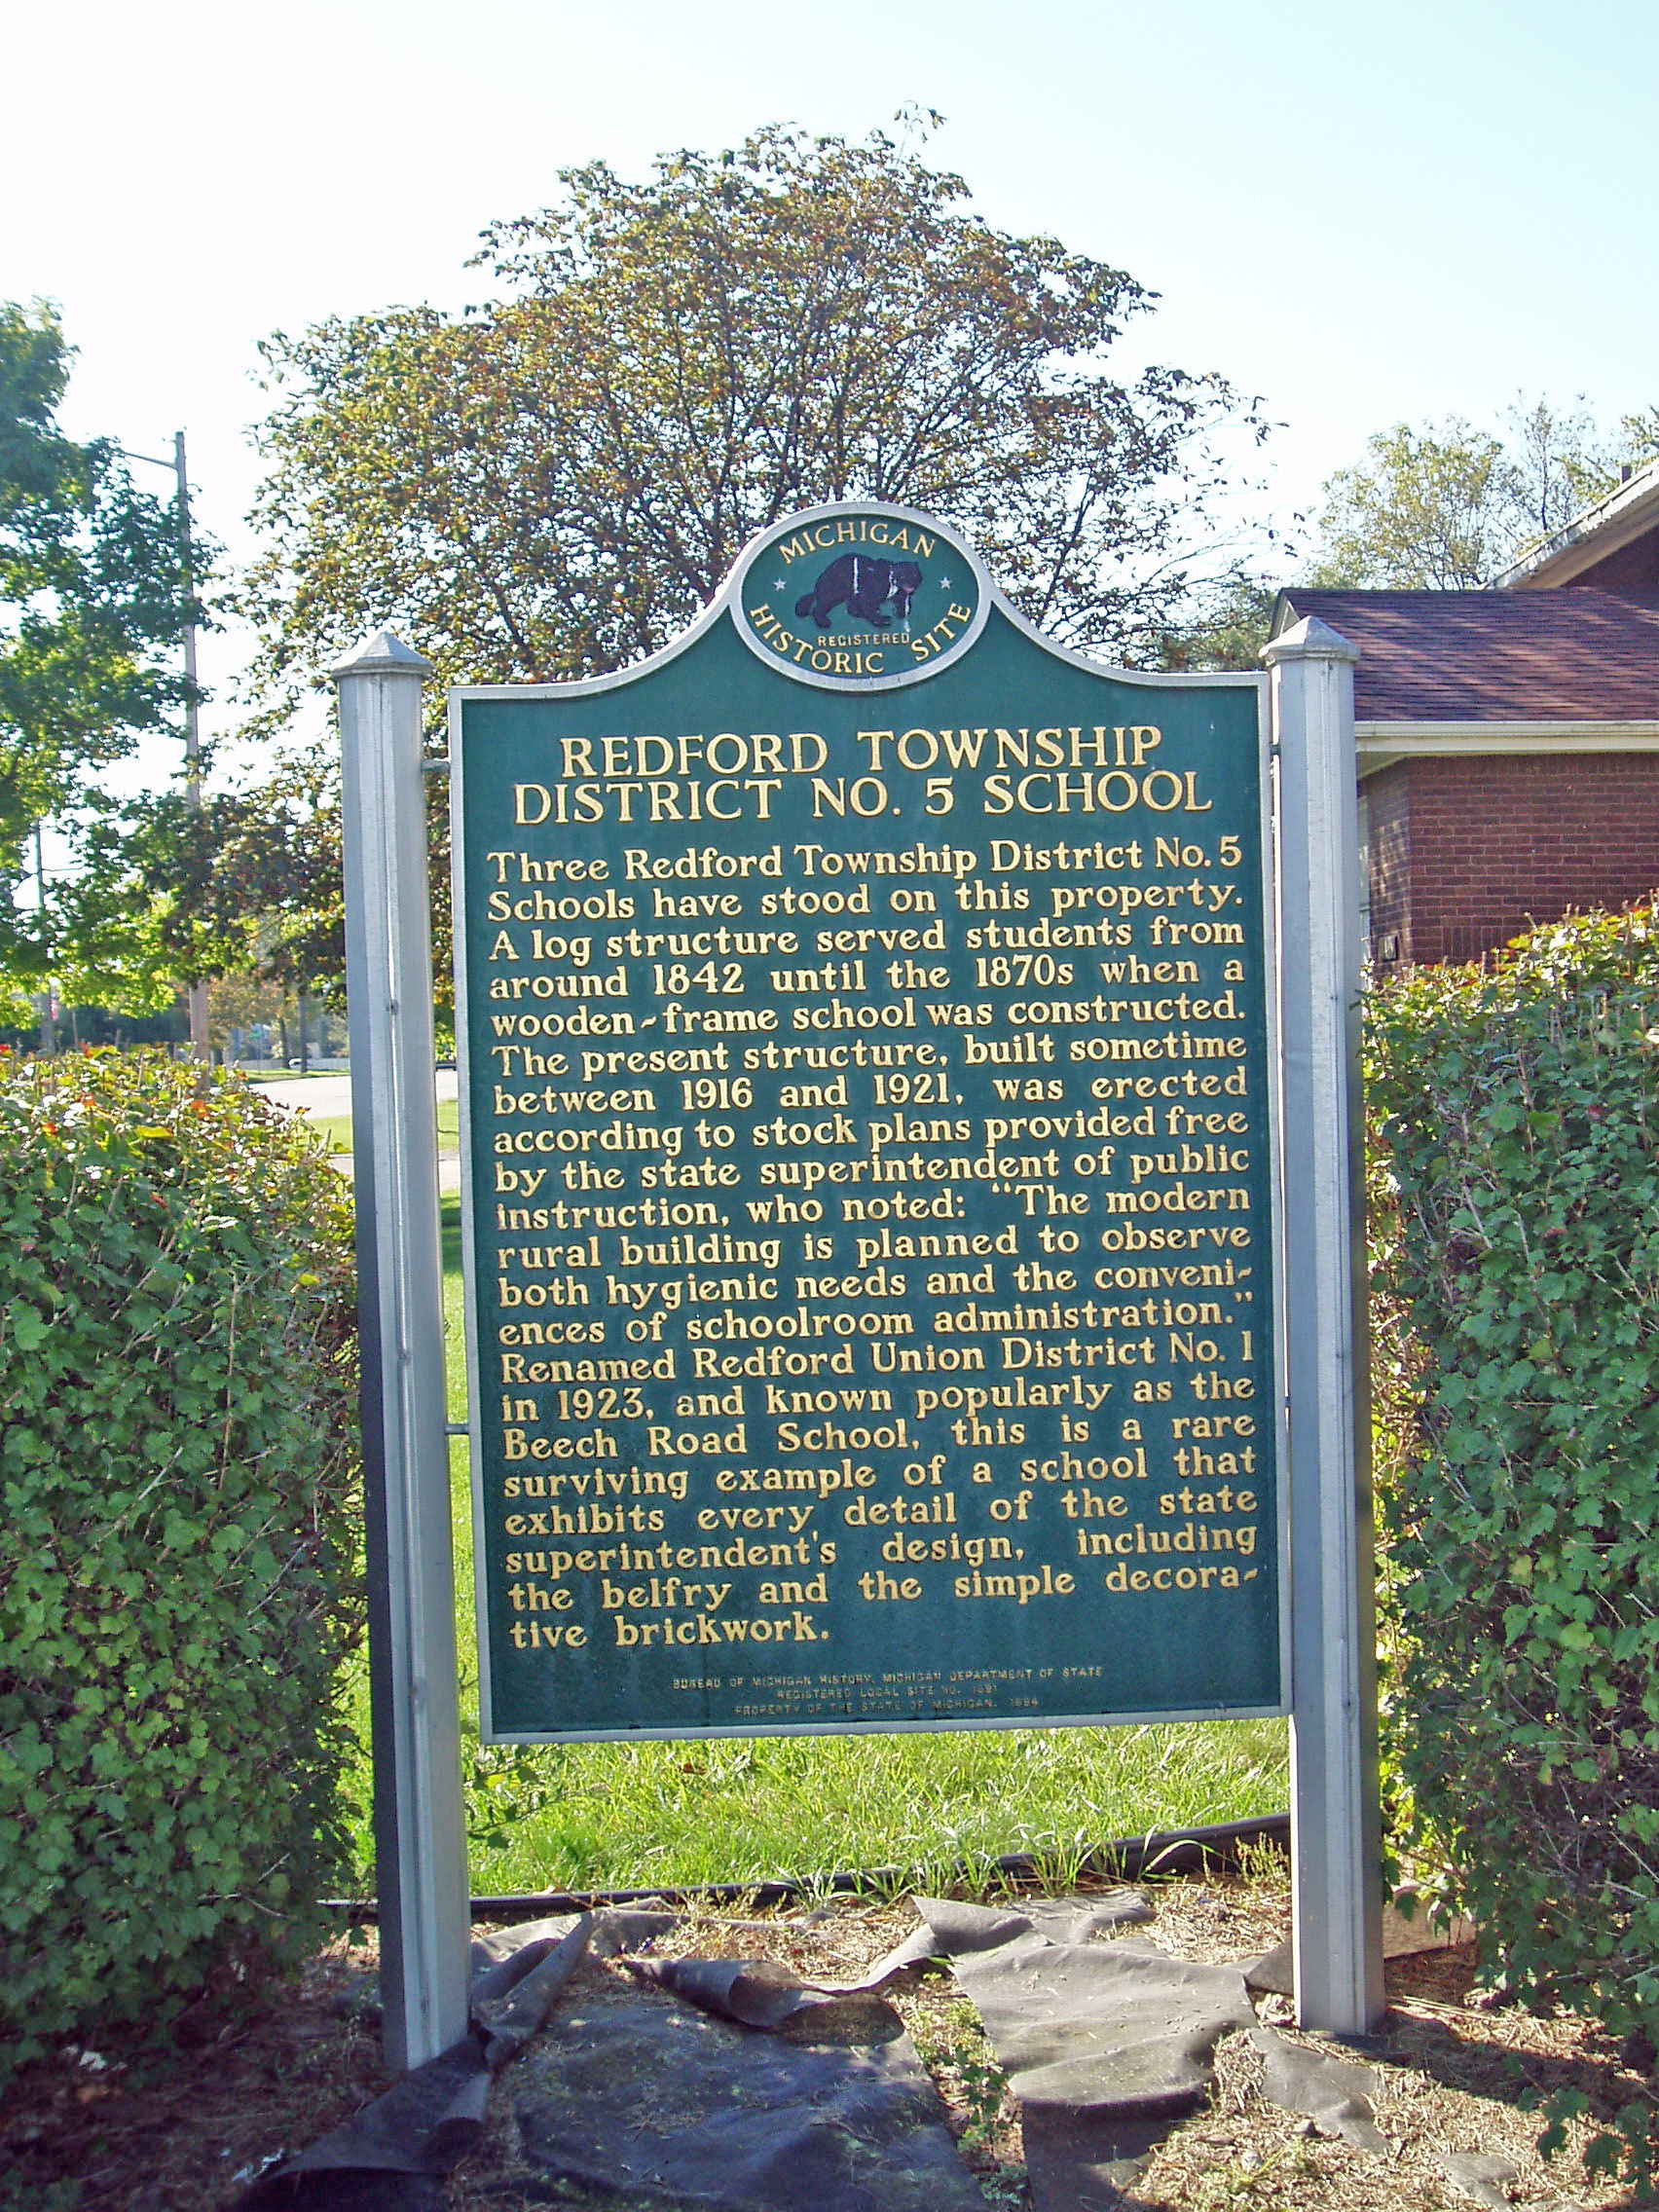 MICHIGAN
REGISTERED
HISTORIC SITE
REDFORD TOWNSHIP
DISTRICT NO. 5 SCHOOL
Three Redford Township District No. 5
Schools have stood on this property.
A log structure served students from
around 1842 until the 1870s when a
wooden-frame school was constructed.
The present structure, built sometime
between 1916 and 1921, was erected
according to stock plans provided free
by the state superintendent of public
instruction, who noted: "The modern
rural building is planned to observe
both hygienic needs and the conveni-
ences of schoolroom administration."
Renamed Redford Union District No. 1
in 1923, and known popularly as the
Beech Road School, this is a rare
surviving example of a school that
exhibits every detail of the state
superintendent's design, including
the belfry and the simple decora-
tive brickwork.
BUREAU OF MICHIGAN HISTORY, MICHIGAN DEPARTMENT OF STATE
REGISTERED LOCAL SITE NO.
PROPERTY OF THE STATE OF MICHIGAN,